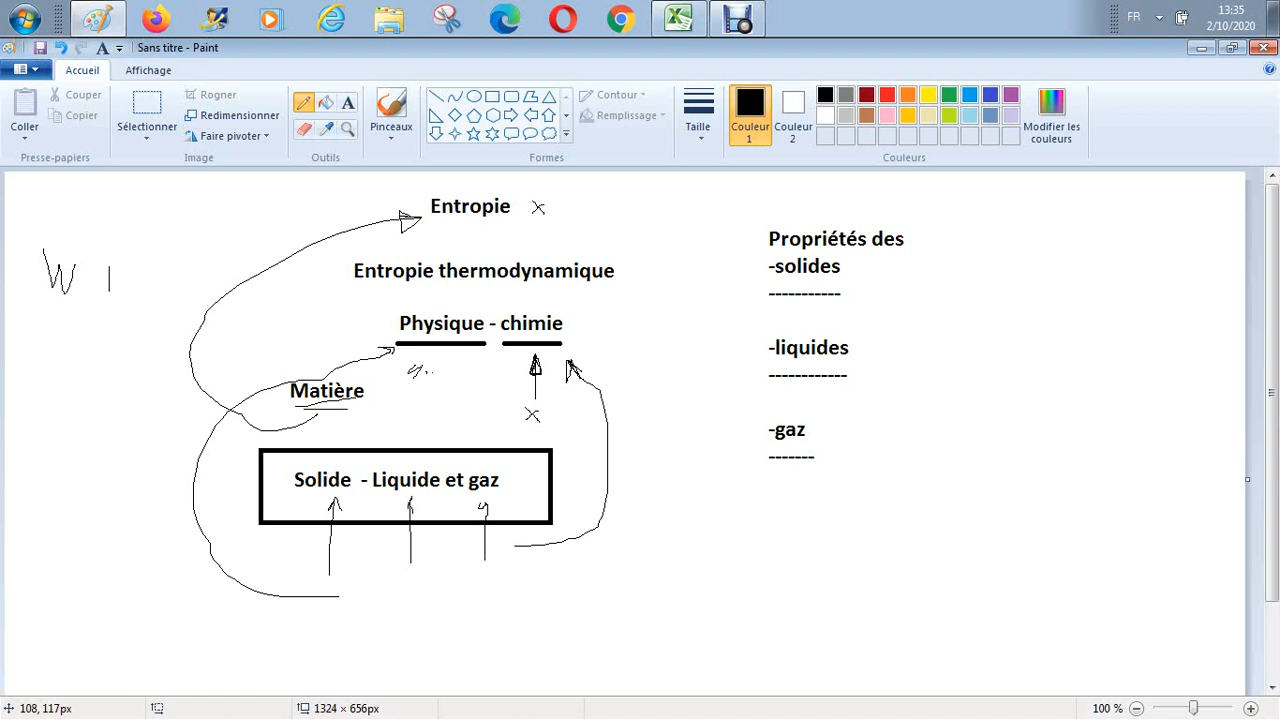 FR
13:35
2/10/2020
Sans titre - Paint
Accueil
Affichage
Coller
Couper
Copier
Presse-papiers
Sélectionner
Rogner
Redimensionner
Faire pivoter
Image
A
Outils
Pinceaux
Contour
Remplissage
Formes
Taille
Couleur 1
Couleur 2
Modifier les couleurs
Couleurs
Entropie x
Entropie thermodynamique
Physique - chimie
Matière
x
Solide - Liquide et gaz
W |
Propriétés des
-solides
-----------
-liquides
------------
-gaz
-------
108, 117px
1324 × 656px
100 %